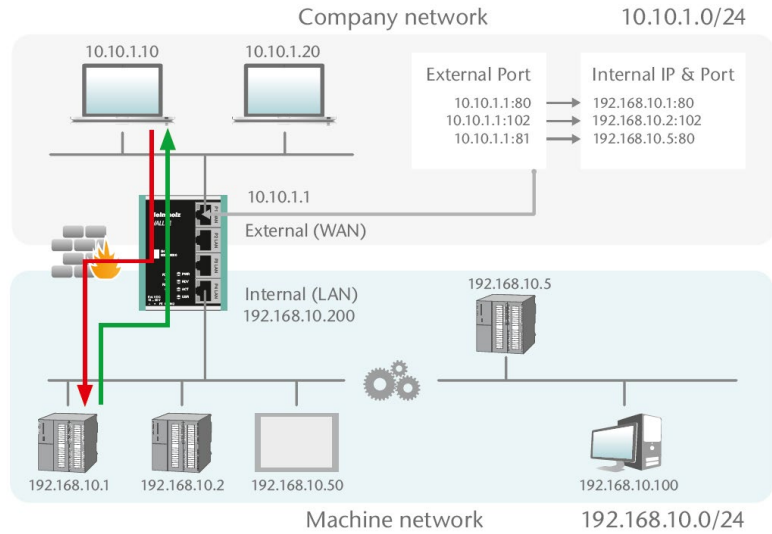 Company network 10.10.1.0/24
10.10.1.10 10.10.1.20
External Port Internal IP & Port
10.10.1.1:80 192.168.10.1:80
10.10.1.1:102 192.168.10.2:102
10.10.1.1:81 192.168.10.5:80
10.10.1.1
External (WAN)
Internal (LAN)
192.168.10.200
192.168.10.5
192.168.10.1 192.168.10.2 192.168.10.50 192.168.10.100
Machine network 192.168.10.0/24